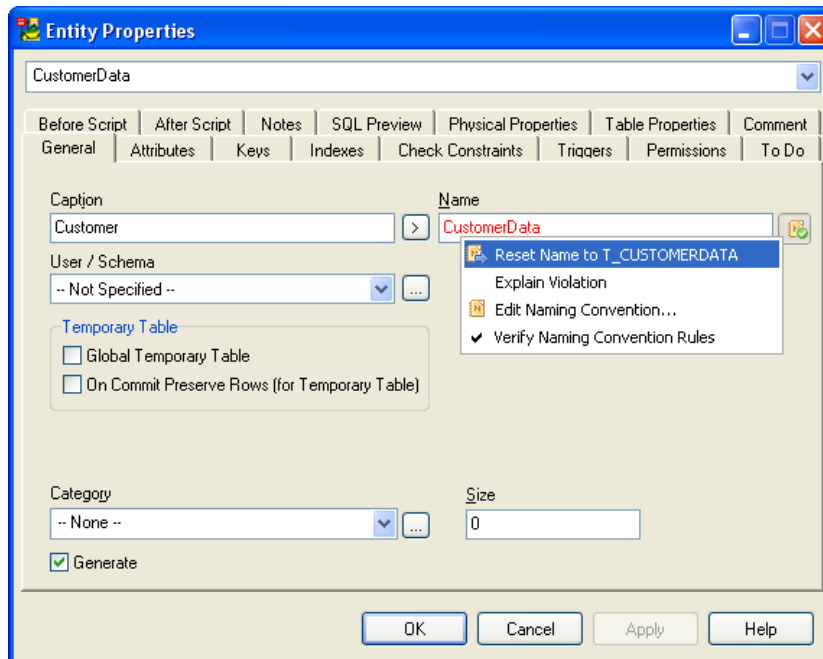 Entity Properties
CustomerData
Before Script After Script Notes SQL Preview Physical Properties Table Properties Comment
General Attributes Keys Indexes Check Constraints Triggers Permissions To Do
Caption Name
Customer > CustomerData
Reset Name to T_CUSTOMERDATA
User / Schema
Explain Violation
-- Not Specified -- ...
Edit Naming Convention...
Temporary Table
Verify Naming Convention Rules
Global Temporary Table
On Commit Preserve Rows (for Temporary Table)
Category Size
-- None -- ... 0
Generate
OK Cancel Apply Help